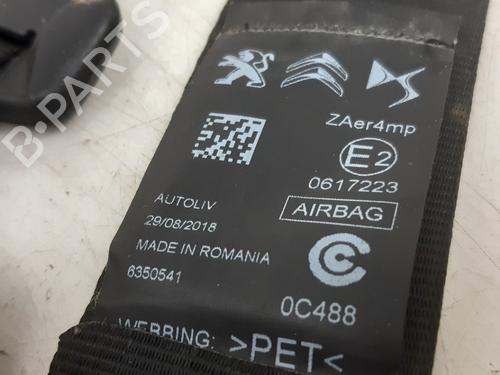 ZAer4mp
E2
0617223
AUTOLIV
AIRBAG
29/08/2018
MADE IN ROMANIA
6350541
0C488
WEBBING: >PET<
B-PARTS